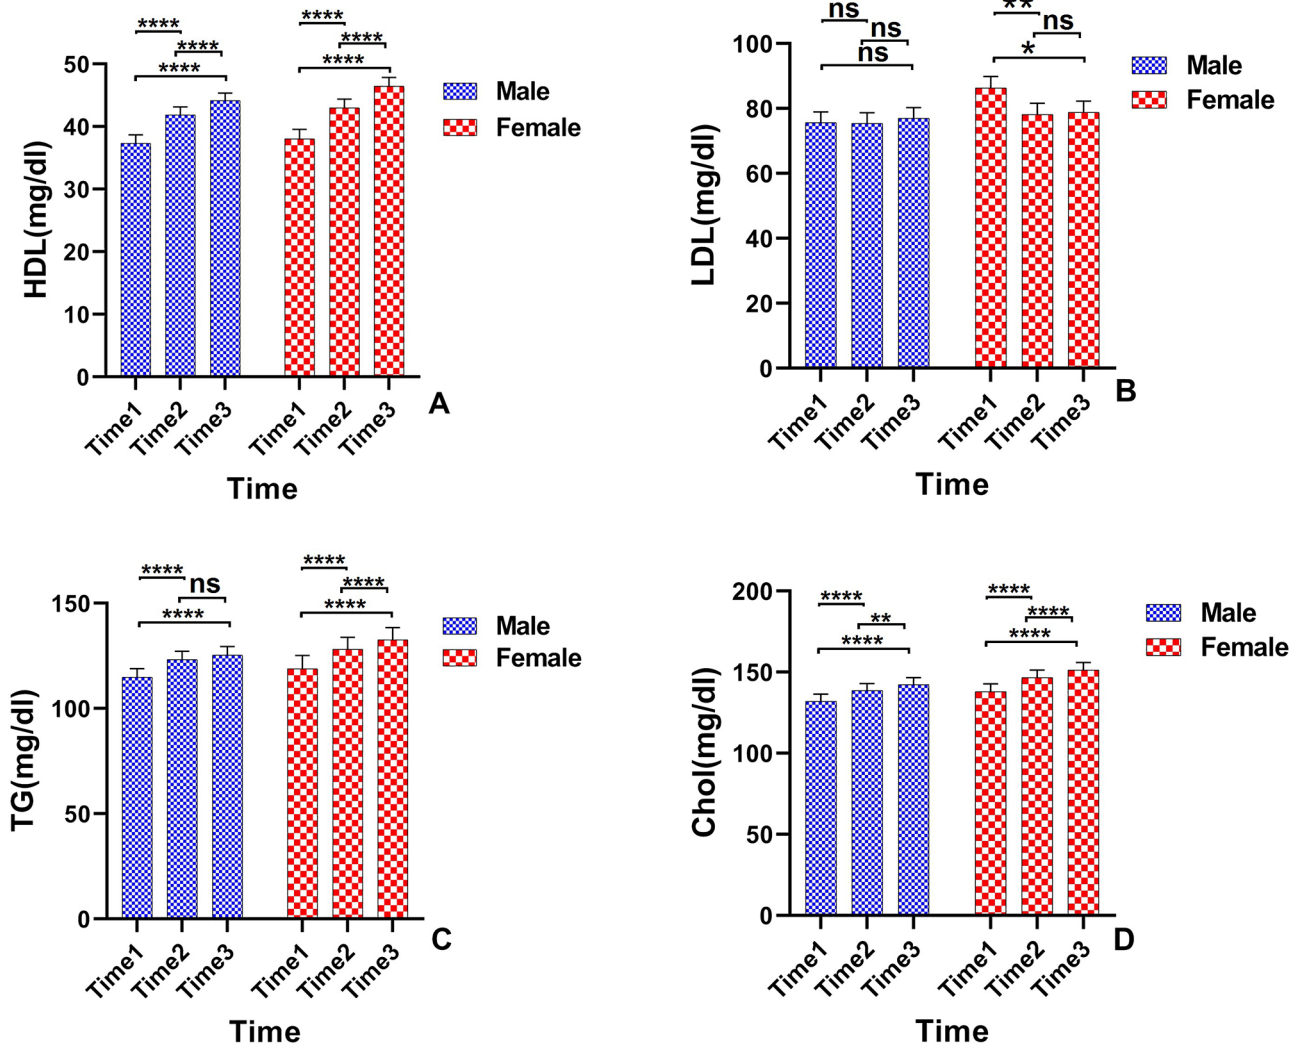 ****
****
****
50
40
30
20
10
0
HDL(mg/dl)
****
****
****
Male
Female
Time1
Time2
Time3
Time1
Time2
Time3
A
Time
ns
ns
ns
100
80
60
40
20
0
LDL(mg/dl)
**
ns
*
Male
Female
Time1
Time2
Time3
Time1
Time2
Time3
B
Time
****
ns
****
150
100
50
0
TG(mg/dl)
****
****
****
Male
Female
Time1
Time2
Time3
Time1
Time2
Time3
C
Time
****
**
****
200
150
100
50
0
Chol(mg/dl)
****
****
****
Male
Female
Time1
Time2
Time3
Time1
Time2
Time3
D
Time